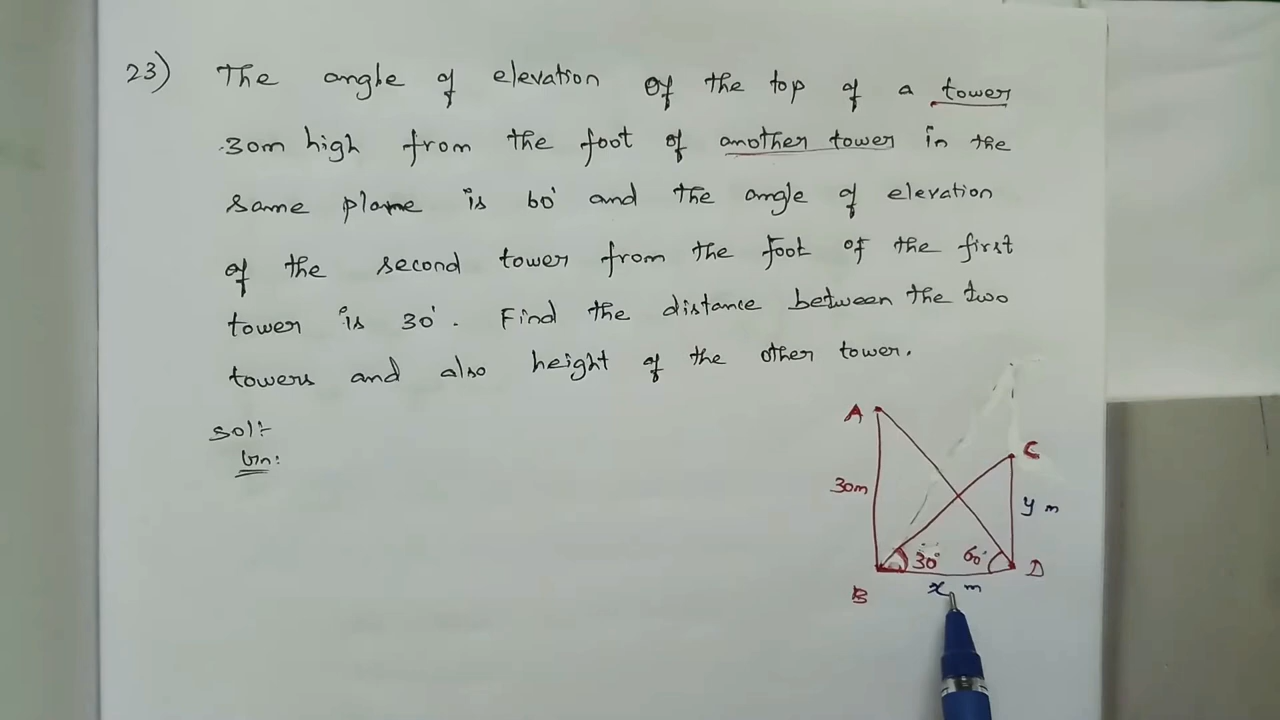 23) The angle of elevation of the top of a tower
30m high from the foot of another tower in the
same plane is 60° and the angle of elevation
of the second tower from the foot of the first
tower is 30°. Find the distance between the two
towers and also height of the other tower.
Sol:-
Gn:
A
C
30m
y m
30°
60°
D
B
x m